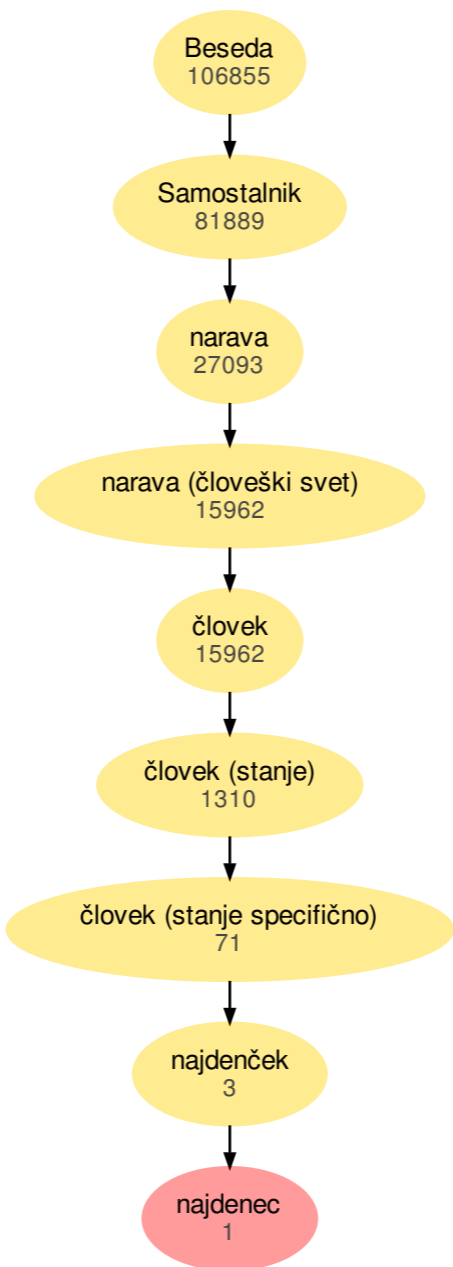 Beseda
106855
Samostalnik
81889
narava
27093
narava (človeški svet)
15962
človek
15962
človek (stanje)
1310
človek (stanje specifično)
71
najdenček
3
najdenec
1